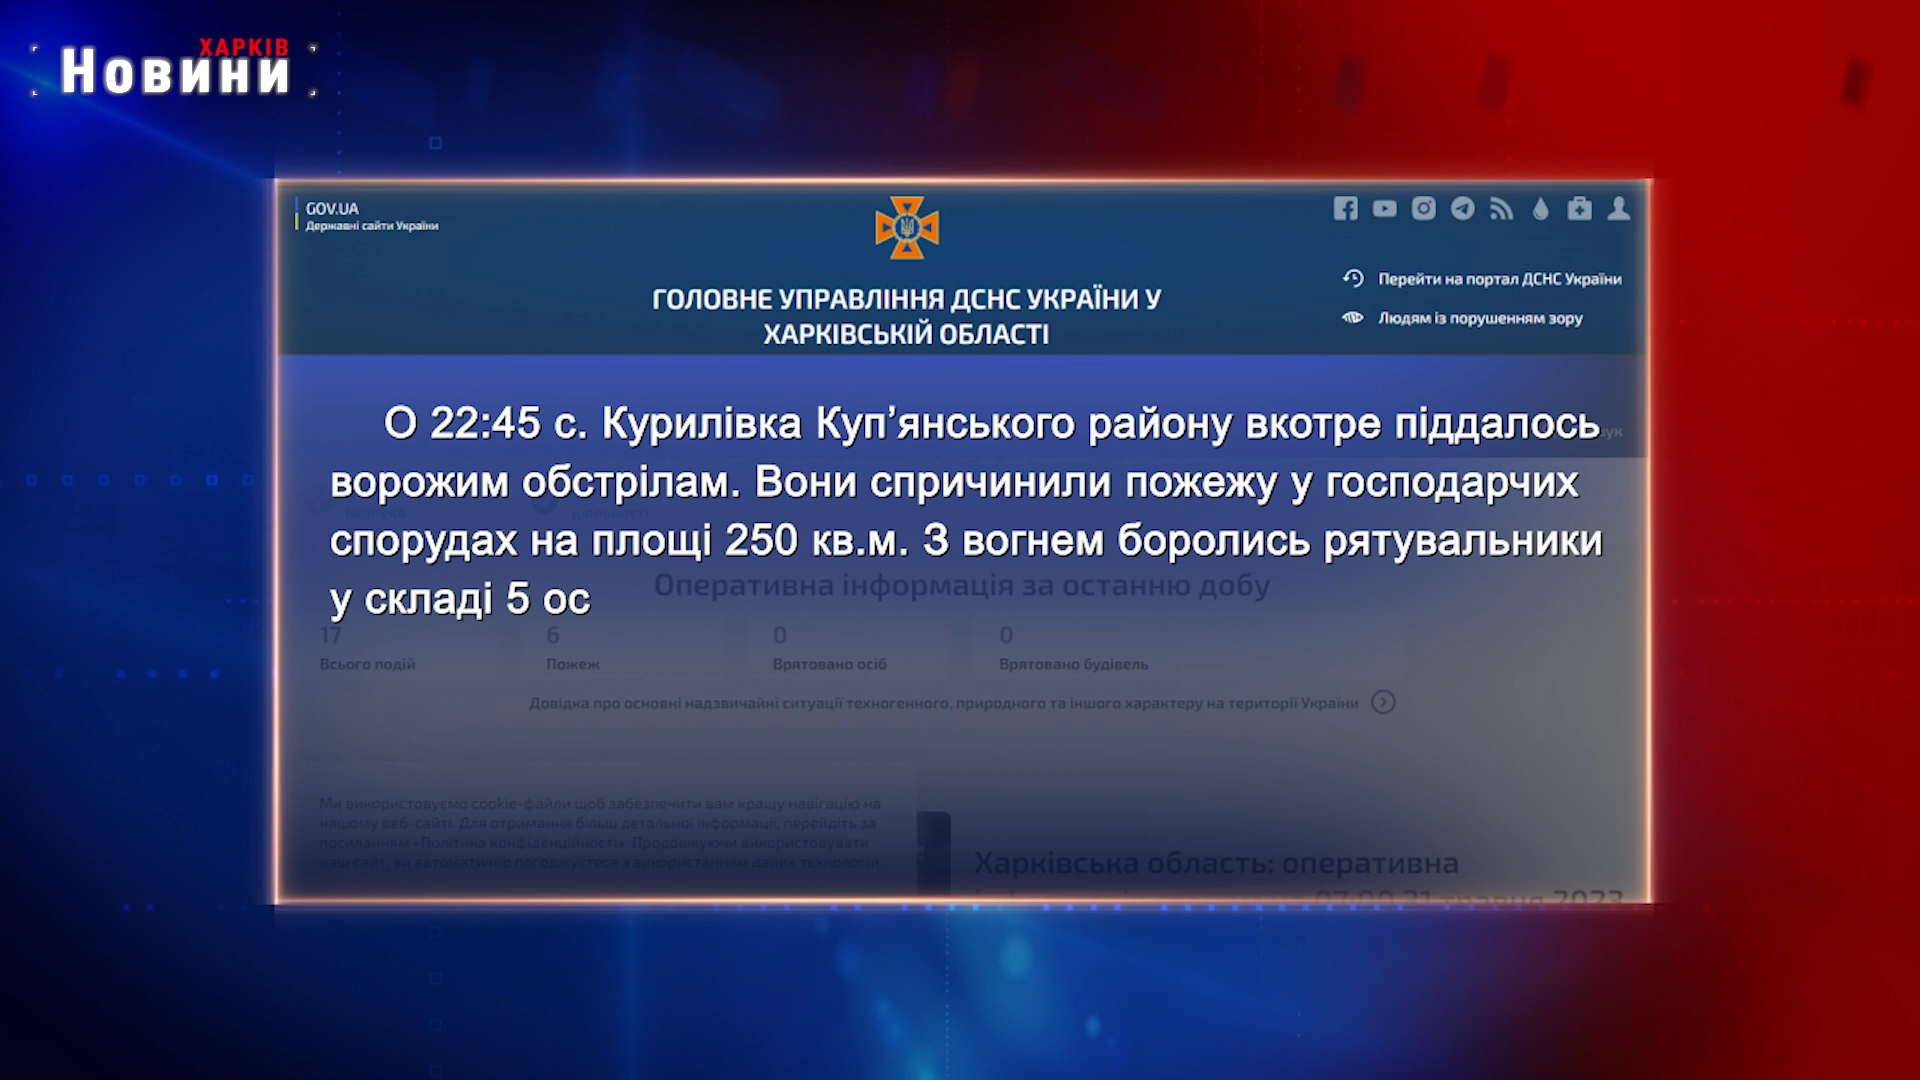 ХАРКІВ
Новини
GOV.UA
Державні сайти України
ГОЛОВНЕ УПРАВЛІННЯ ДСНС УКРАЇНИ У
ХАРКІВСЬКІЙ ОБЛАСТІ
Перейти на портал ДСНС України
Людям із порушенням зору
О 22:45 с. Курилівка Куп’янського району вкотре піддалось
ворожим обстрілам. Вони спричинили пожежу у господарчих
спорудах на площі 250 кв.м. З вогнем боролись рятувальники
у складі 5 ос
Оперативна інформація за останню добу
17
6
0
0
Всього подій
Пожеж
Врятовано осіб
Врятовано будівель
Довідка про основні надзвичайні ситуації техногенного, природного та іншого характеру на території України
Ми використовуємо cookie-файли щоб забезпечити вам кращу навігацію на
нашому веб-сайті. Для отримання більш детальної інформації, перейдіть за
посиланням «Політика конфіденційності». Продовжуючи використовувати
наш сайт, ви автоматично погоджуєтеся з використанням даних технологій.
Харківська область: оперативна
07:00 31 травня 2023